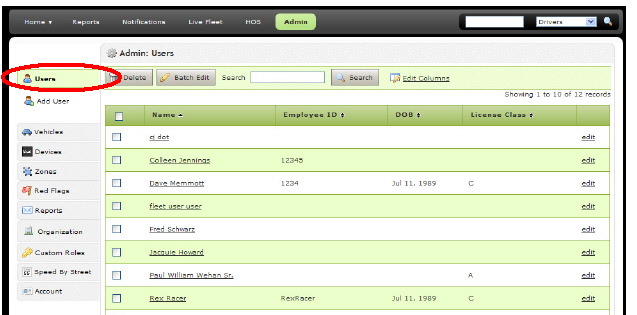 Home ▾ Reports Notifications Live Fleet HOS Admin Drivers
Admin: Users
Users
Delete Batch Edit Search Search Edit Columns
Add User
Showing 1 to 10 of 12 records
Name Employee ID DOB License Class
Vehicles
cj dot edit
Devices
Colleen Jennings 12345 edit
Zones
Dave Memmott 1234 Jul 11, 1989 C edit
Red Flags
fleet user user edit
Reports
Fred Schwarz edit
Organization
Custom Roles
Jacquie Howard edit
Speed By Street
Paul William Wehan Sr. A edit
Account
Rex Racer RexRacer Jul 11, 1989 C edit